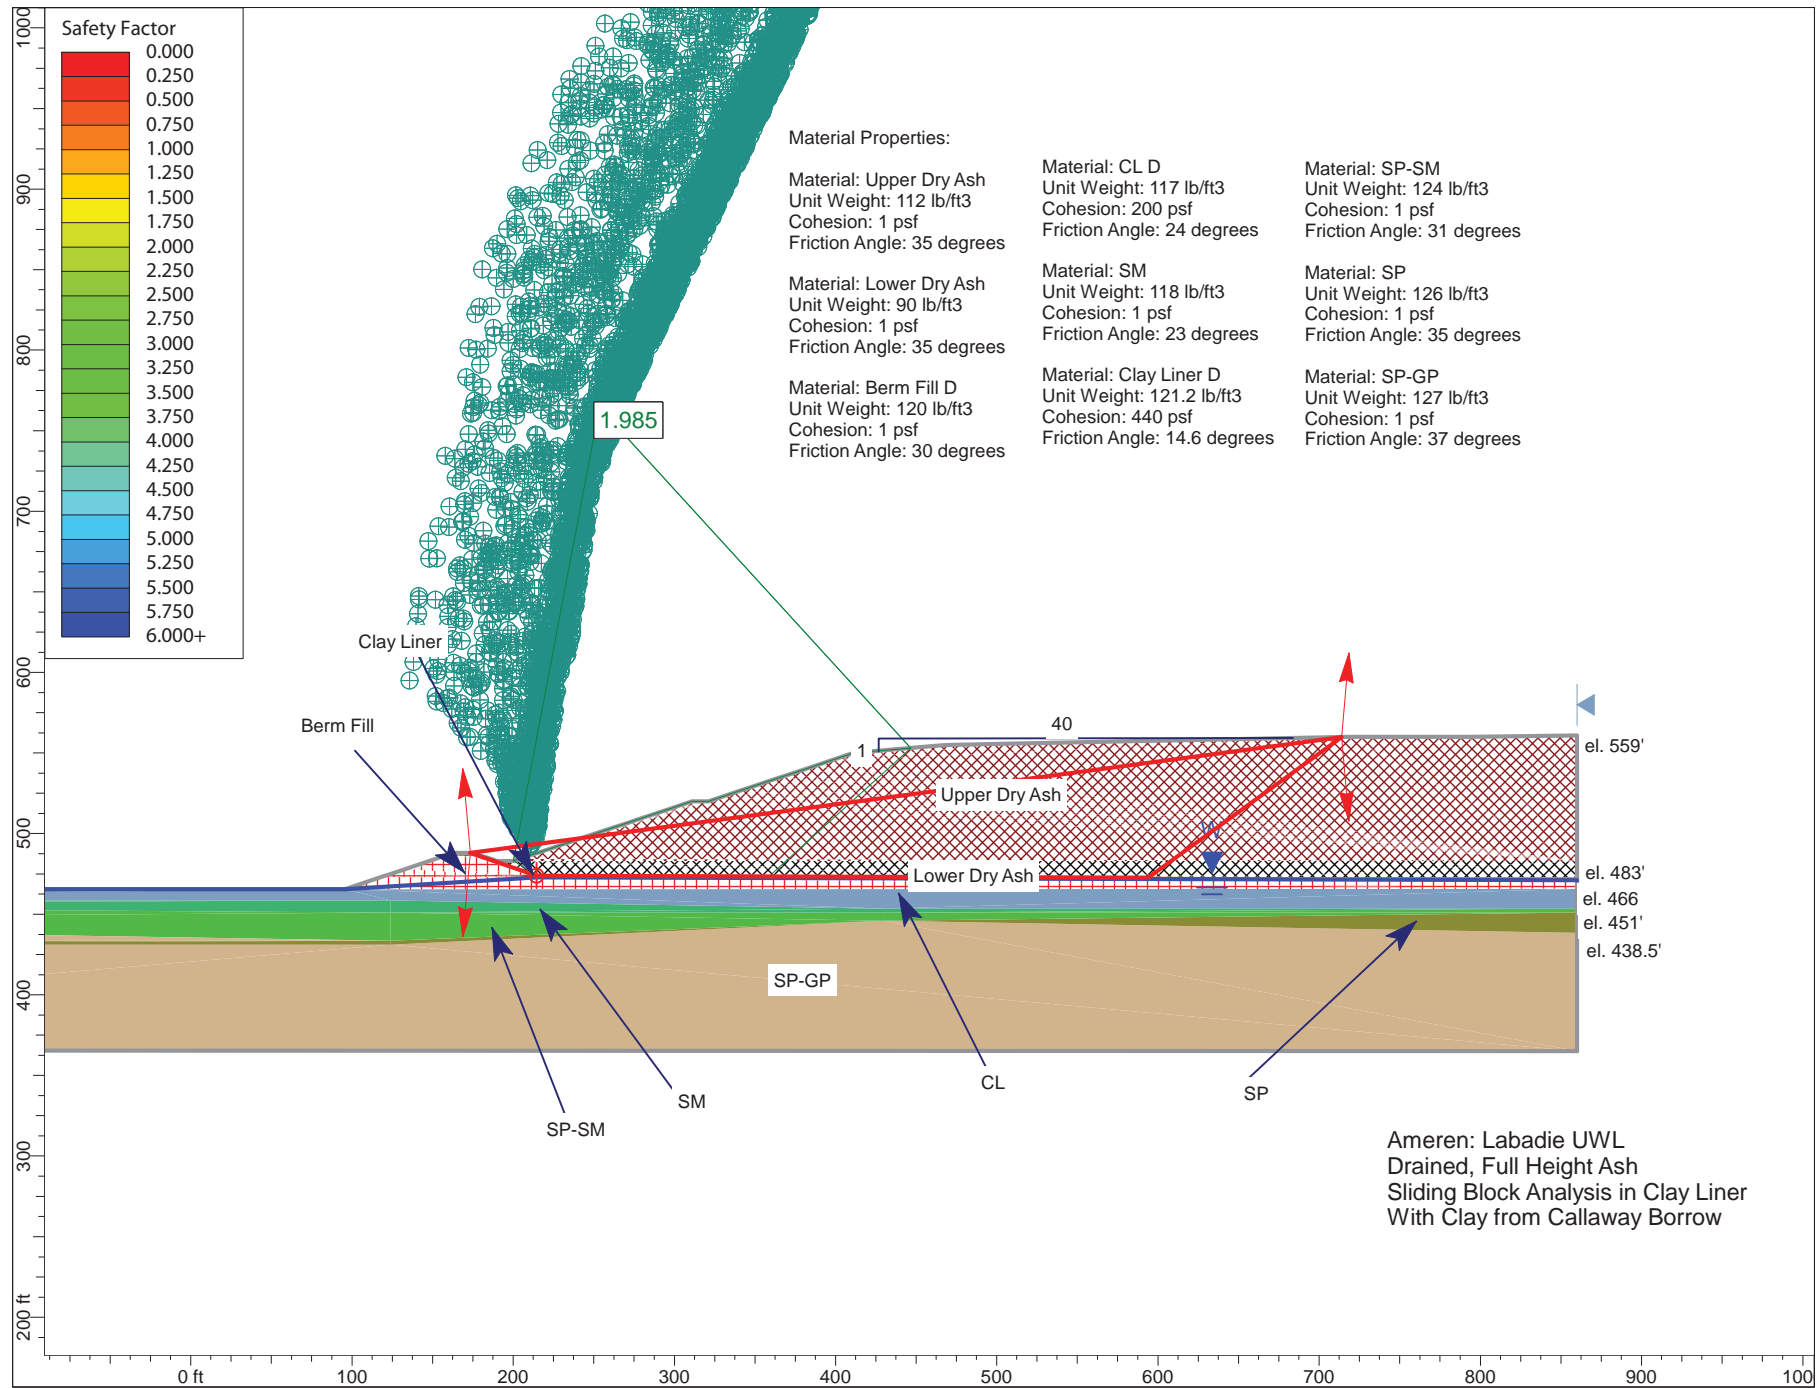 Safety Factor
0.000
0.250
0.500
0.750
1.000
1.250
1.500
1.750
2.000
2.250
2.500
2.750
3.000
3.250
3.500
3.750
4.000
4.250
4.500
4.750
5.000
5.250
5.500
5.750
6.000+
Material Properties:
Material: Upper Dry Ash
Unit Weight: 112 lb/ft3
Cohesion: 1 psf
Friction Angle: 35 degrees
Material: Lower Dry Ash
Unit Weight: 90 lb/ft3
Cohesion: 1 psf
Friction Angle: 35 degrees
Material: Berm Fill D
Unit Weight: 120 lb/ft3
Cohesion: 1 psf
Friction Angle: 30 degrees
Material: CL D
Unit Weight: 117 lb/ft3
Cohesion: 200 psf
Friction Angle: 24 degrees
Material: SM
Unit Weight: 118 lb/ft3
Cohesion: 1 psf
Friction Angle: 23 degrees
Material: Clay Liner D
Unit Weight: 121.2 lb/ft3
Cohesion: 440 psf
Friction Angle: 14.6 degrees
Material: SP-SM
Unit Weight: 124 lb/ft3
Cohesion: 1 psf
Friction Angle: 31 degrees
Material: SP
Unit Weight: 126 lb/ft3
Cohesion: 1 psf
Friction Angle: 35 degrees
Material: SP-GP
Unit Weight: 127 lb/ft3
Cohesion: 1 psf
Friction Angle: 37 degrees
1.985
Clay Liner
Berm Fill
40
1
Upper Dry Ash
W
Lower Dry Ash
el. 559'
el. 483'
el. 466
el. 451'
el. 438.5'
SP-GP
CL
SP
SM
SP-SM
Ameren: Labadie UWL
Drained, Full Height Ash
Sliding Block Analysis in Clay Liner
With Clay from Callaway Borrow
1000
900
800
700
600
500
400
300
200 ft
0 ft
100
200
300
400
500
600
700
800
900
100